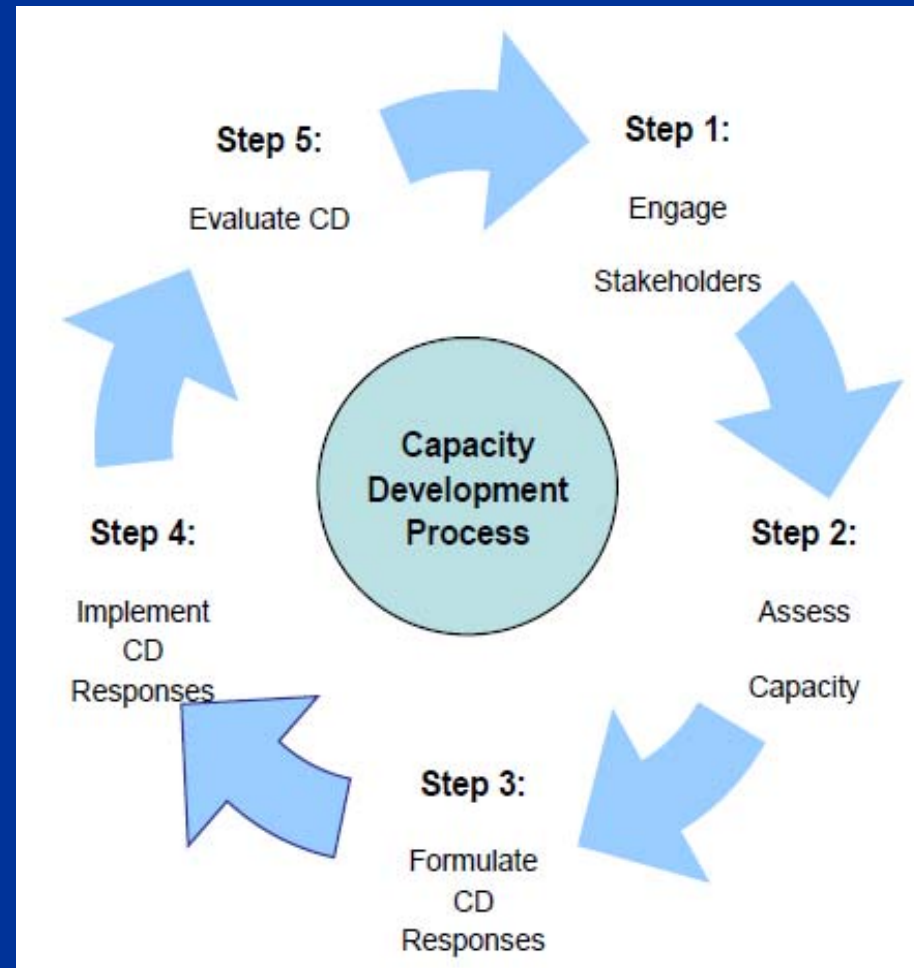 Step 1:
Engage
Stakeholders
Step 2:
Assess
Capacity
Step 3:
Formulate
CD
Responses
Step 4:
Implement
CD
Responses
Step 5:
Evaluate CD
Capacity
Development
Process